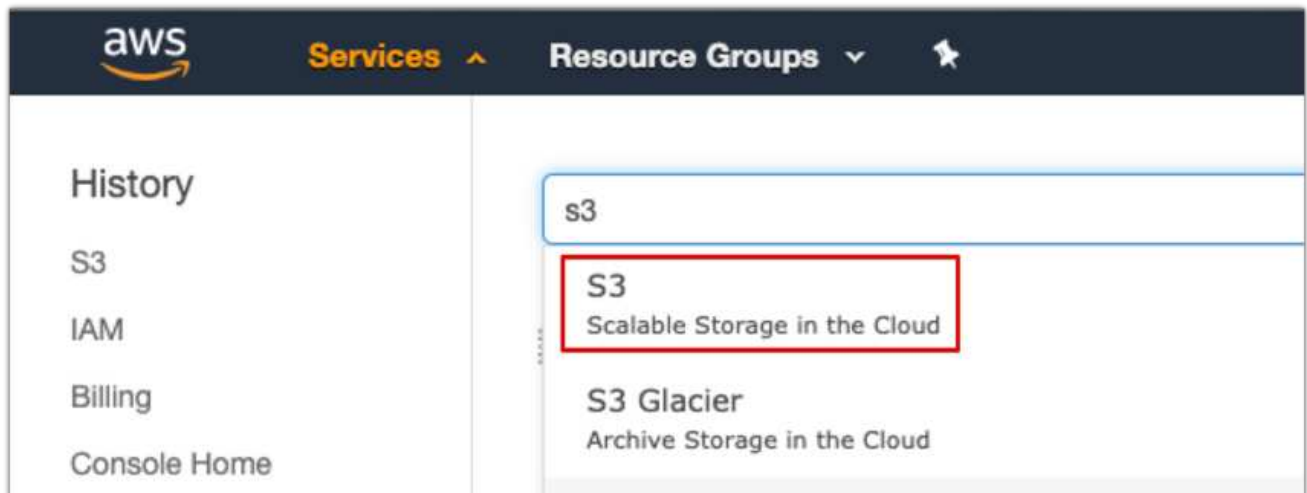 aws
Services
Resource Groups
History
S3
IAM
Billing
Console Home
s3
S3
Scalable Storage in the Cloud
S3 Glacier
Archive Storage in the Cloud